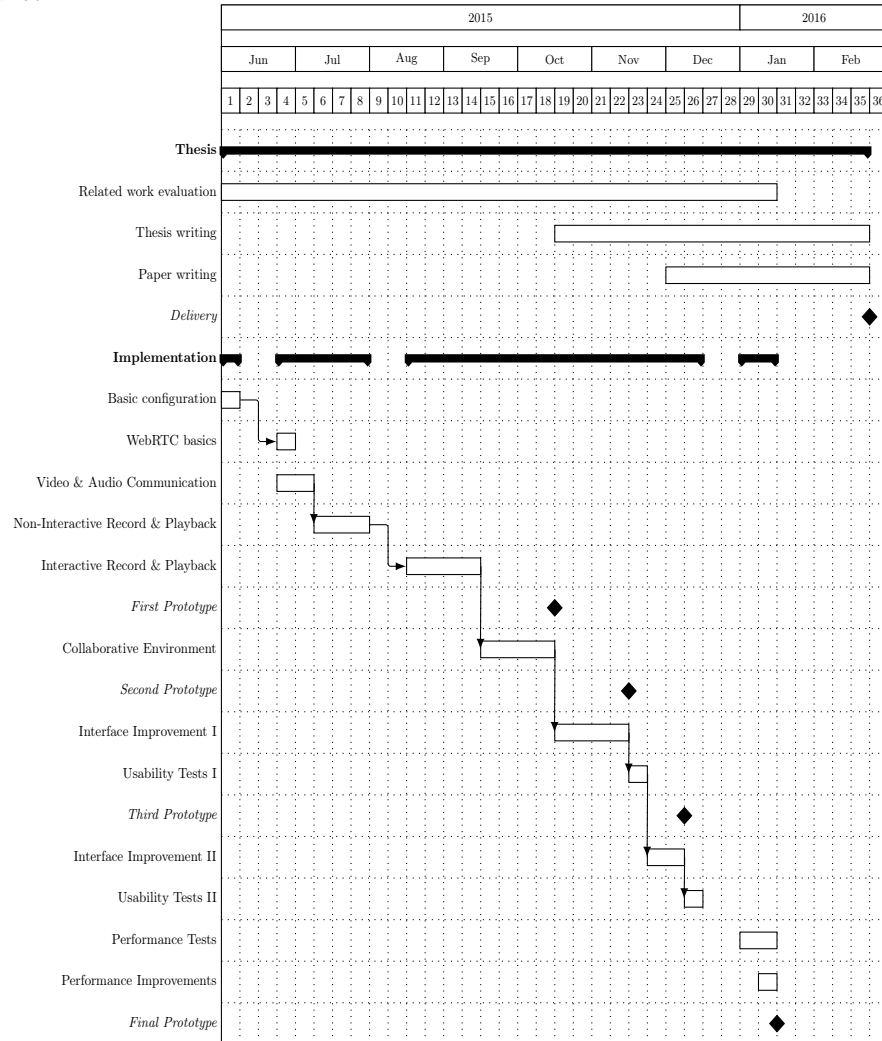 2015 2016
Jun Jul Aug Sep Oct Nov Dec Jan Feb
1 2 3 4 5 6 7 8 9 10 11 12 13 14 15 16 17 18 19 20 21 22 23 24 25 26 27 28 29 30 31 32 33 34 35 36
Thesis
Related work evaluation
Thesis writing
Paper writing
Delivery
Implementation
Basic configuration
WebRTC basics
Video & Audio Communication
Non-Interactive Record & Playback
Interactive Record & Playback
First Prototype
Collaborative Environment
Second Prototype
Interface Improvement I
Usability Tests I
Third Prototype
Interface Improvement II
Usability Tests II
Performance Tests
Performance Improvements
Final Prototype